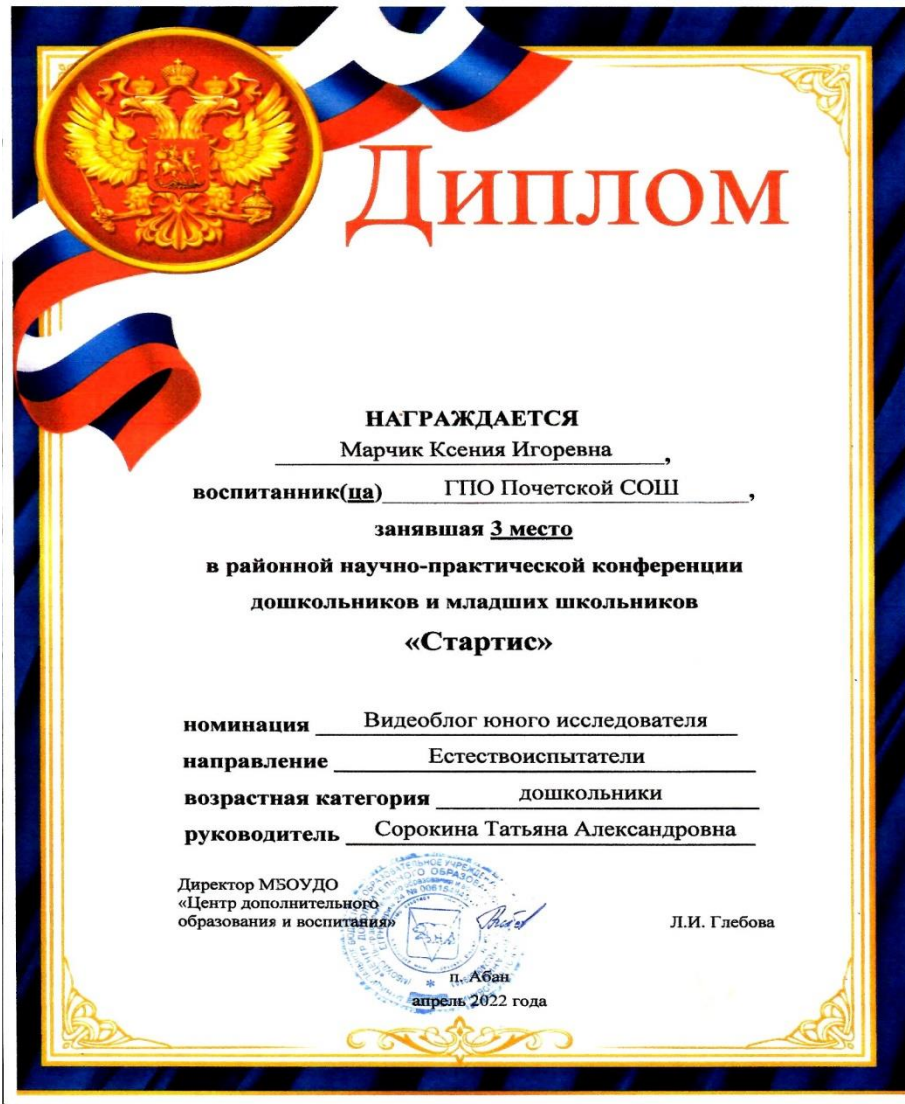 Диплом
НАГРАЖДАЕТСЯ
Марчик Ксения Игоревна,
воспитанник(ца) ГПО Почетской СОШ,
занявшая 3 место
в районной научно-практической конференции
дошкольников и младших школьников
«Стартис»
номинация Видеоблог юного исследователя
направление Естествоиспытатели
возрастная категория дошкольники
руководитель Сорокина Татьяна Александровна
Директор МБОУДО
«Центр дополнительного
образования и воспитания» Л.И. Глебова
п. Абан
апрель 2022 года